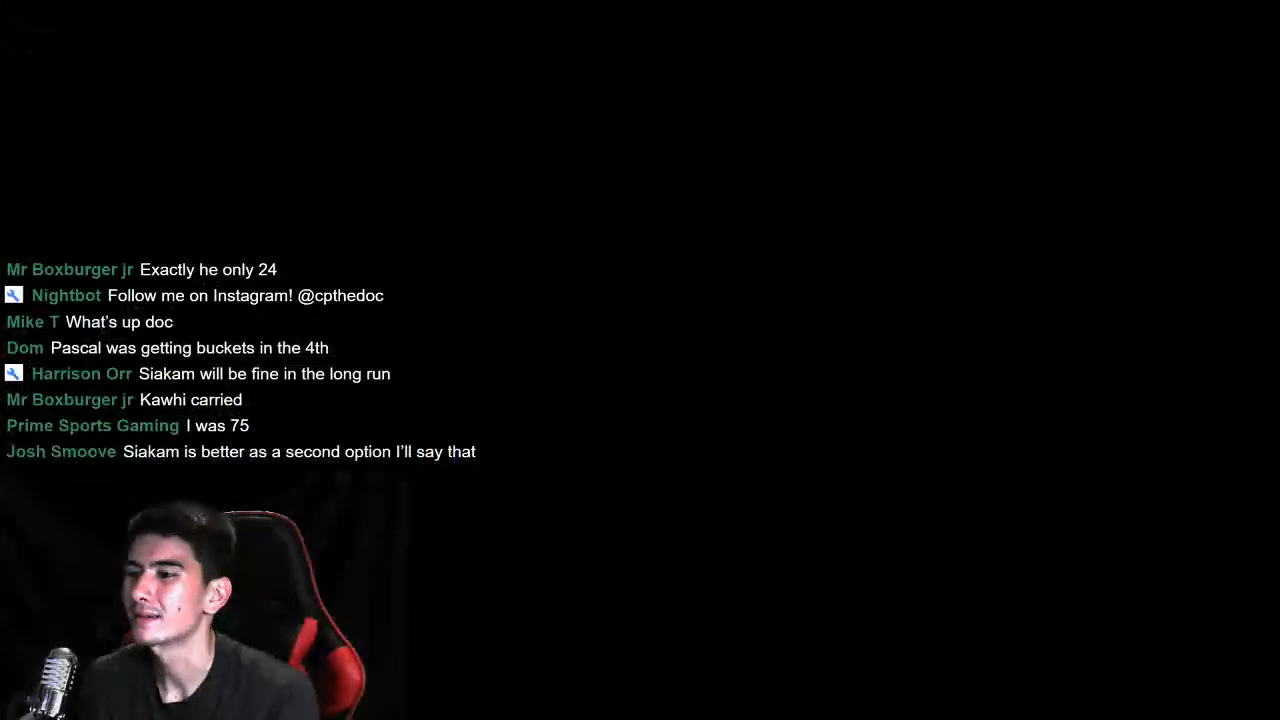 Mr Boxburger jr Exactly he only 24
Nightbot Follow me on Instagram! @cpthedoc
Mike T What’s up doc
Dom Pascal was getting buckets in the 4th
Harrison Orr Siakam will be fine in the long run
Mr Boxburger jr Kawhi carried
Prime Sports Gaming I was 75
Josh Smoove Siakam is better as a second option I’ll say that